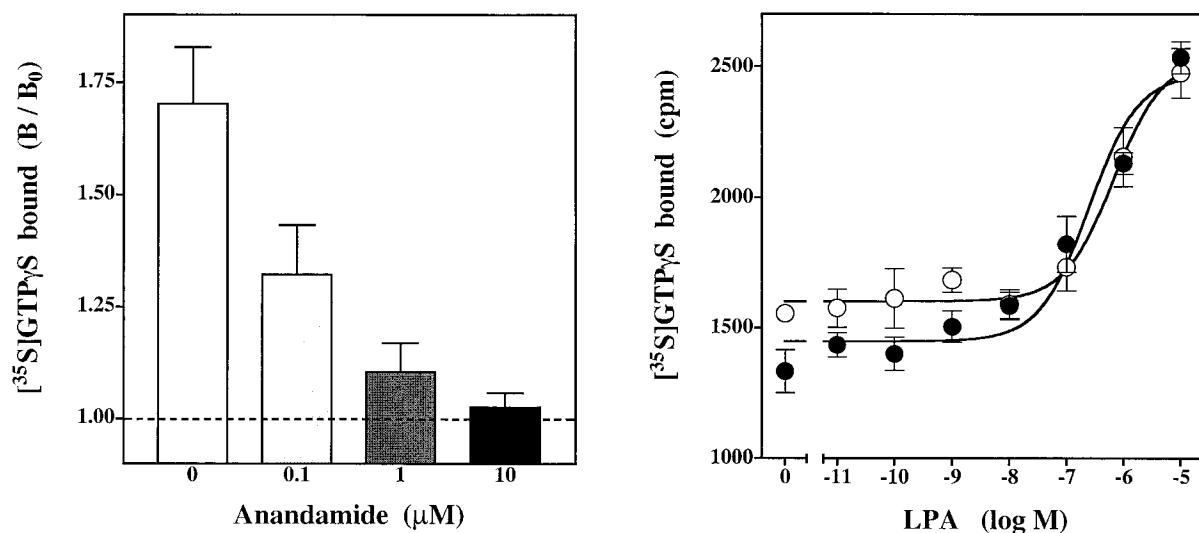 [³⁵S]GTPγS bound (B / B₀)
1.75
1.50
1.25
1.00
0 0.1 1 10
Anandamide (μM)
[³⁵S]GTPγS bound (cpm)
2500
2000
1500
1000
0 -11 -10 -9 -8 -7 -6 -5
LPA (log M)